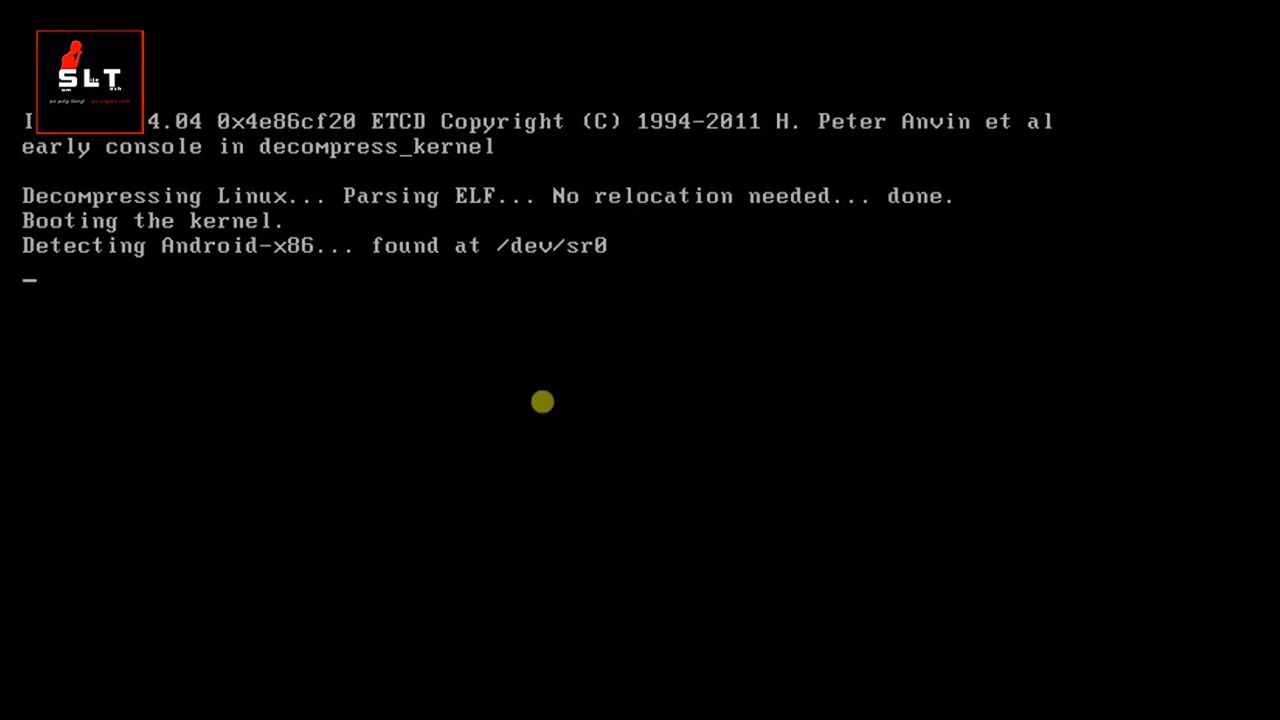 SLT
I 4.04 0x4e86cf20 ETCD Copyright (C) 1994-2011 H. Peter Anvin et al
early console in decompress_kernel
Decompressing Linux... Parsing ELF... No relocation needed... done.
Booting the kernel.
Detecting Android-x86... found at /dev/sr0
_